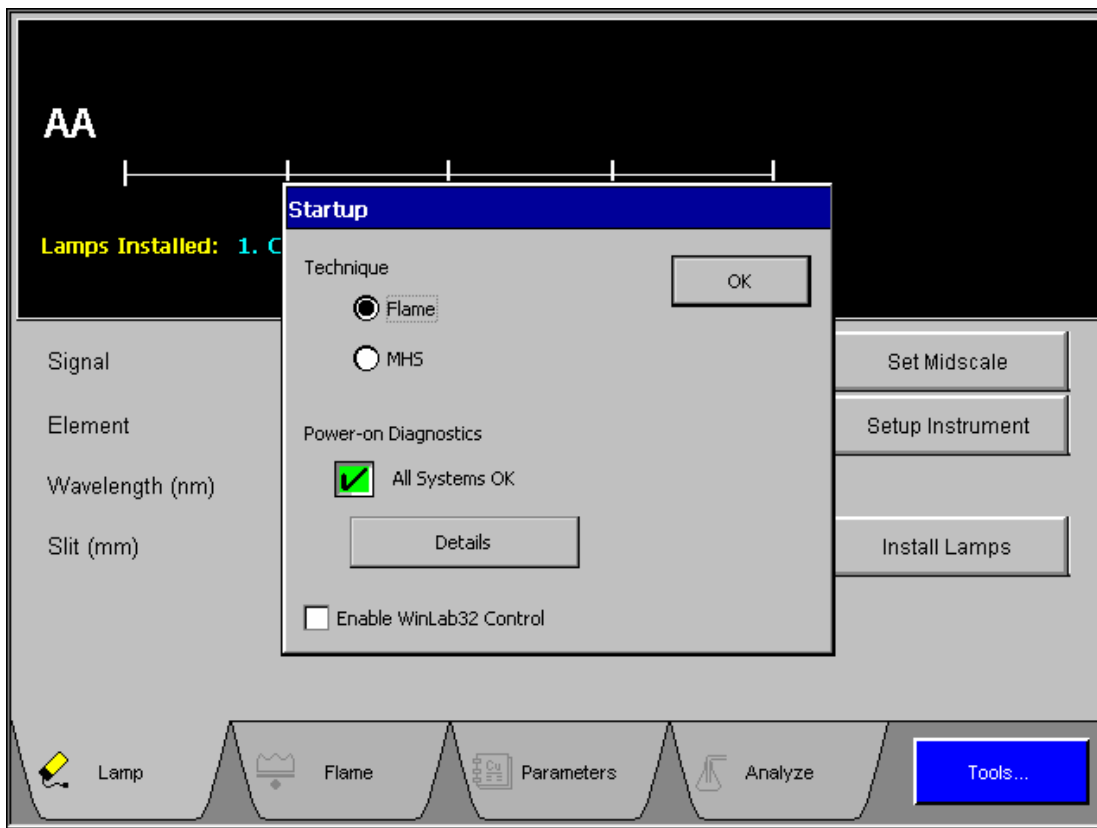 AA
Startup
Lamps Installed: 1. C
Technique
OK
Flame
MHS
Signal
Set Midscale
Element
Setup Instrument
Power-on Diagnostics
All Systems OK
Wavelength (nm)
Slit (mm)
Details
Install Lamps
Enable WinLab32 Control
Lamp
Flame
Cu
Parameters
Analyze
Tools...